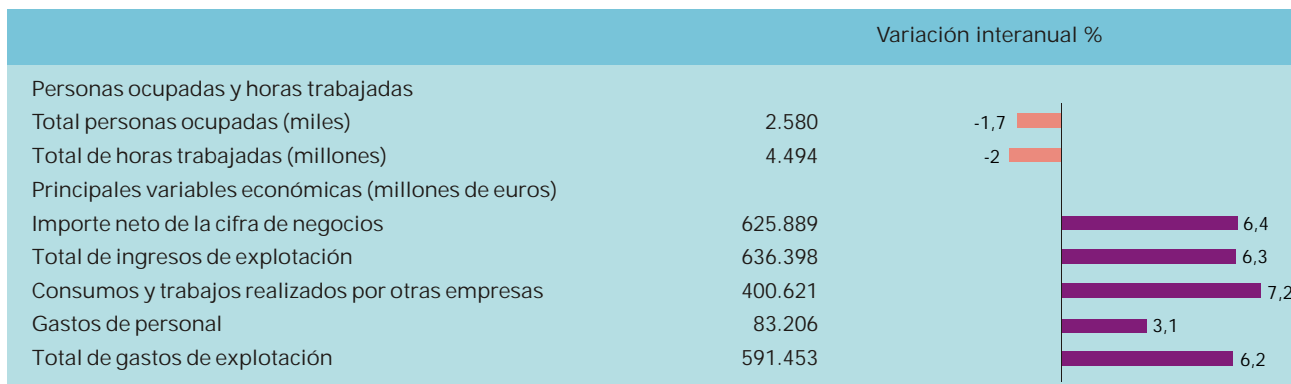 Variación interanual %
Personas ocupadas y horas trabajadas
Total personas ocupadas (miles) 2.580 -1,7
Total de horas trabajadas (millones) 4.494 -2
Principales variables económicas (millones de euros)
Importe neto de la cifra de negocios 625.889 6,4
Total de ingresos de explotación 636.398 6,3
Consumos y trabajos realizados por otras empresas 400.621 7,2
Gastos de personal 83.206 3,1
Total de gastos de explotación 591.453 6,2